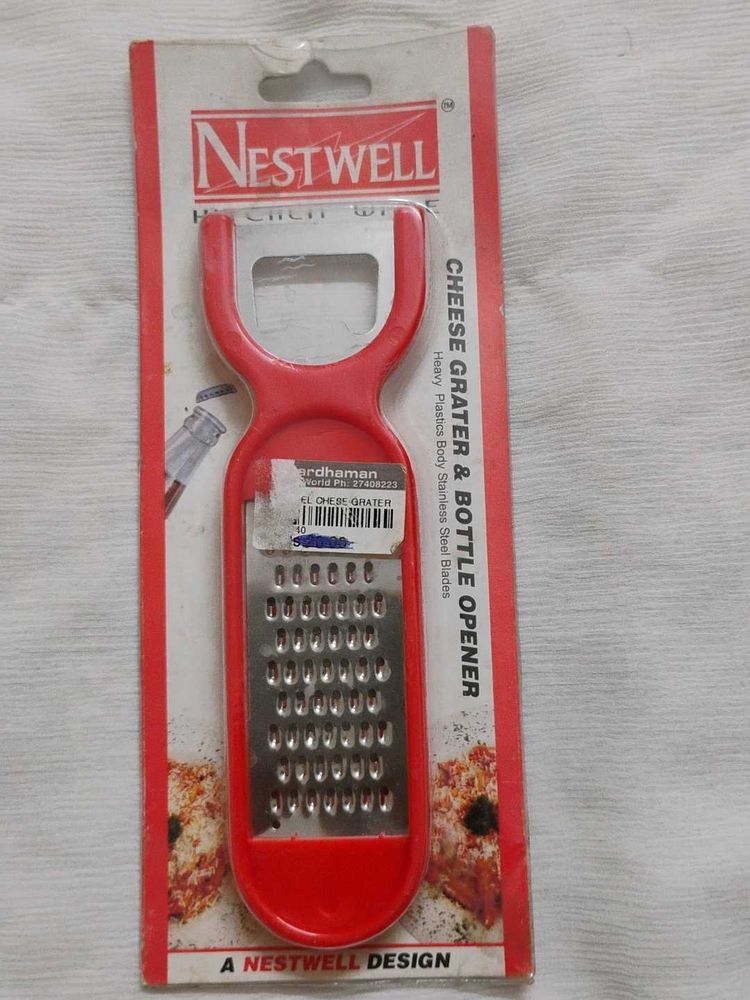 NESTWELL
TM
CHEESE GRATER & BOTTLE OPENER
Heavy Plastics Body Stainless Steel Blades
ardhaman
World Ph: 27408223
EL CHESE GRATER
A NESTWELL DESIGN